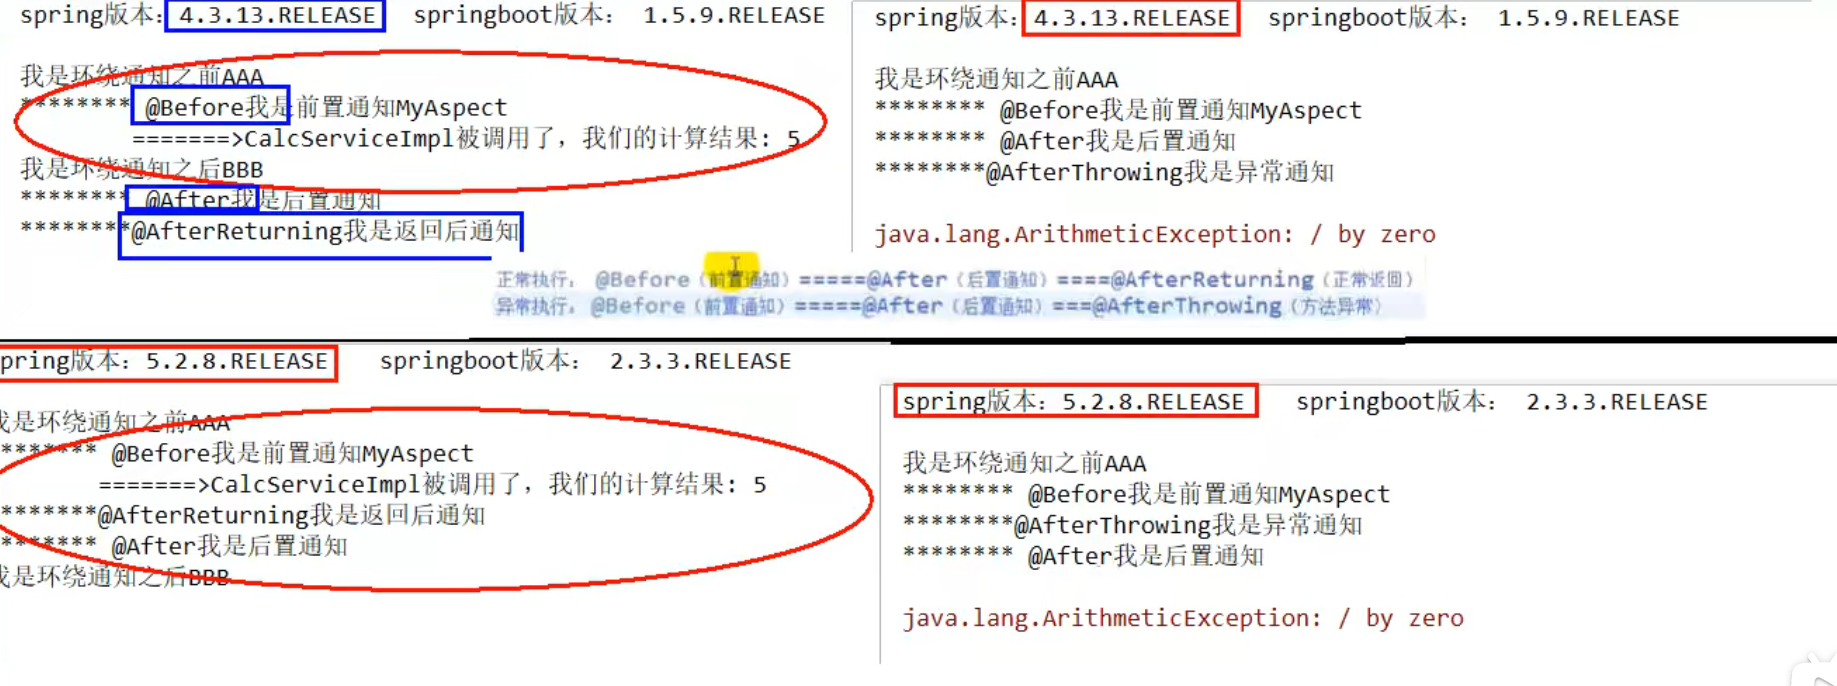 spring版本：4.3.13.RELEASE springboot版本： 1.5.9.RELEASE
我是环绕通知之前AAA
******** @Before我是前置通知MyAspect
=======>CalcServiceImpl被调用了，我们的计算结果：5
我是环绕通知之后BBB
******** @After我是后置通知
********@AfterReturning我是返回后通知
spring版本：4.3.13.RELEASE springboot版本： 1.5.9.RELEASE
我是环绕通知之前AAA
******** @Before我是前置通知MyAspect
******** @After我是后置通知
********@AfterThrowing我是异常通知
java.lang.ArithmeticException: / by zero
正常执行： @Before（前置通知）=====@After（后置通知）====@AfterReturning（正常返回）
异常执行： @Before（前置通知）=====@After（后置通知）===@AfterThrowing（方法异常）
pring版本：5.2.8.RELEASE springboot版本： 2.3.3.RELEASE
我是环绕通知之前AAA
******* @Before我是前置通知MyAspect
=======>CalcServiceImpl被调用了，我们的计算结果：5
*******@AfterReturning我是返回后通知
******* @After我是后置通知
我是环绕通知之后BBB
spring版本：5.2.8.RELEASE springboot版本： 2.3.3.RELEASE
我是环绕通知之前AAA
******** @Before我是前置通知MyAspect
********@AfterThrowing我是异常通知
******** @After我是后置通知
java.lang.ArithmeticException: / by zero